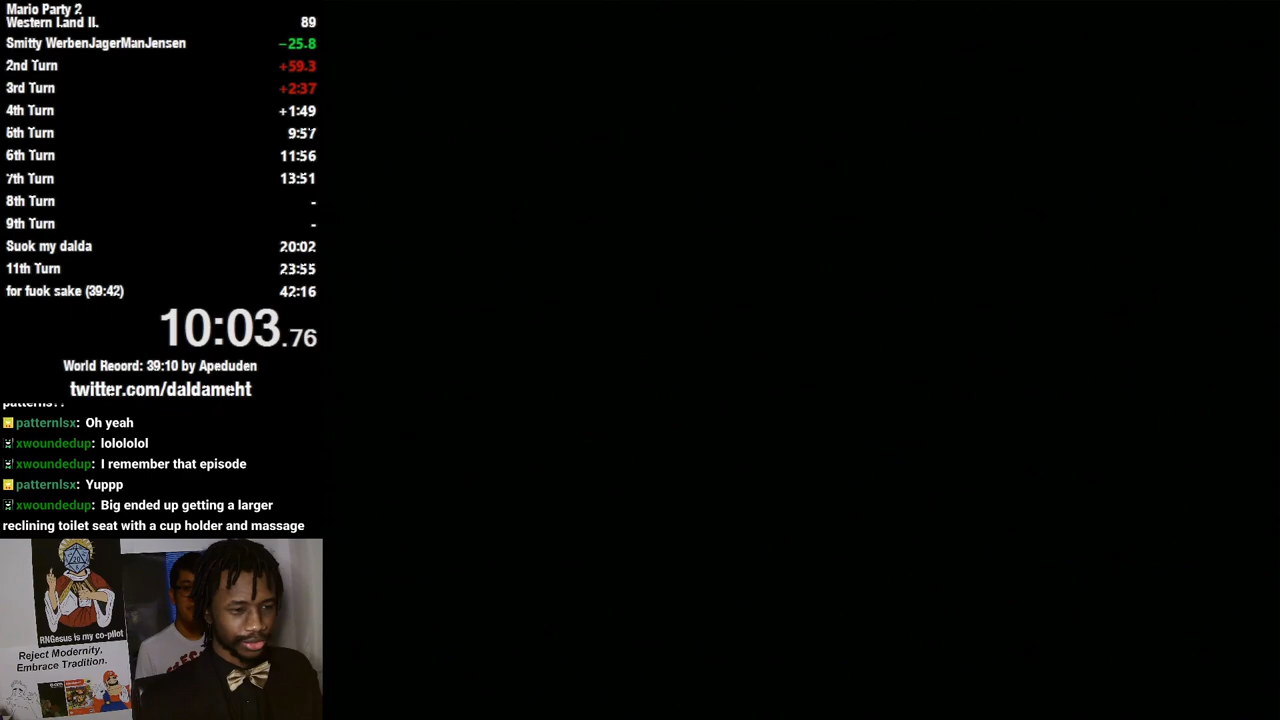 Mario Party 2
Western Land II. 89
Smitty WerbenJagerManJensen -25.8
2nd Turn +59.3
3rd Turn +2:37
4th Turn +1:49
5th Turn 9:57
6th Turn 11:56
7th Turn 13:51
8th Turn -
9th Turn -
Suck my dalda 20:02
11th Turn 23:55
for fuck sake (39:42) 42:16
10:03.76
World Record: 39:10 by Apeduden
twitter.com/daldameht
patterns??
patternlsx: Oh yeah
xwoundedup: lolololol
xwoundedup: I remember that episode
patternlsx: Yuppp
xwoundedup: Big ended up getting a larger
reclining toilet seat with a cup holder and massage
RNGesus is my co-pilot
Reject Modernity,
Embrace Tradition.